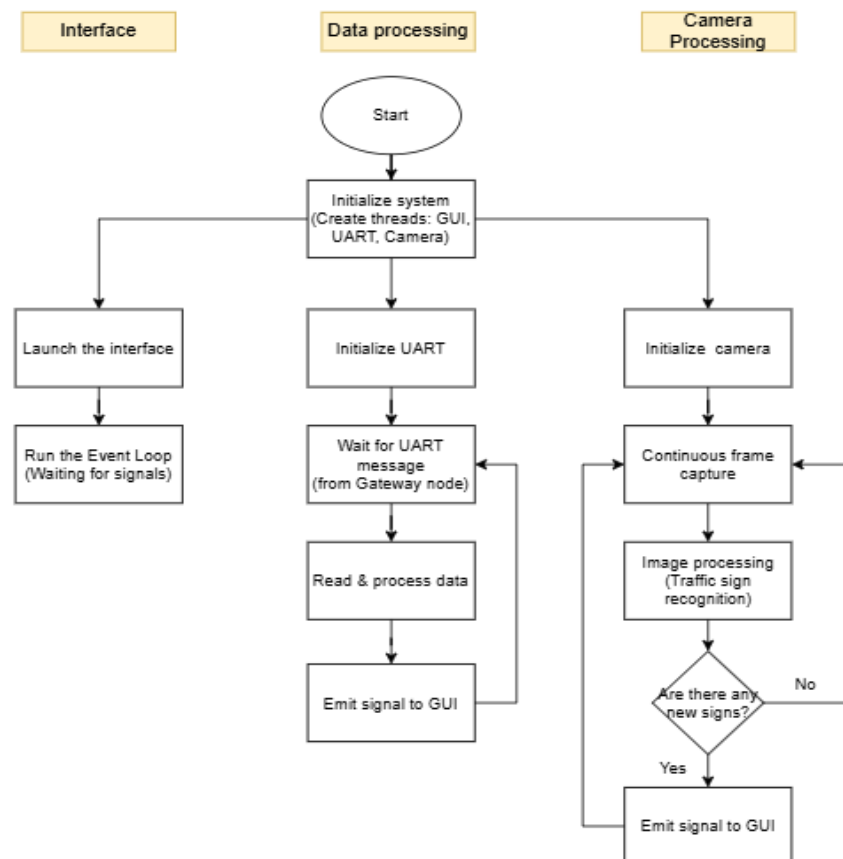 Interface
Data processing
Camera
Processing
Start
Initialize system
(Create threads: GUI,
UART, Camera)
Launch the interface
Initialize UART
Initialize camera
Run the Event Loop
(Waiting for signals)
Wait for UART
message
(from Gateway node)
Continuous frame
capture
Read & process data
Image processing
(Traffic sign
recognition)
Emit signal to GUI
Are there any
new signs?
No
Yes
Emit signal to GUI